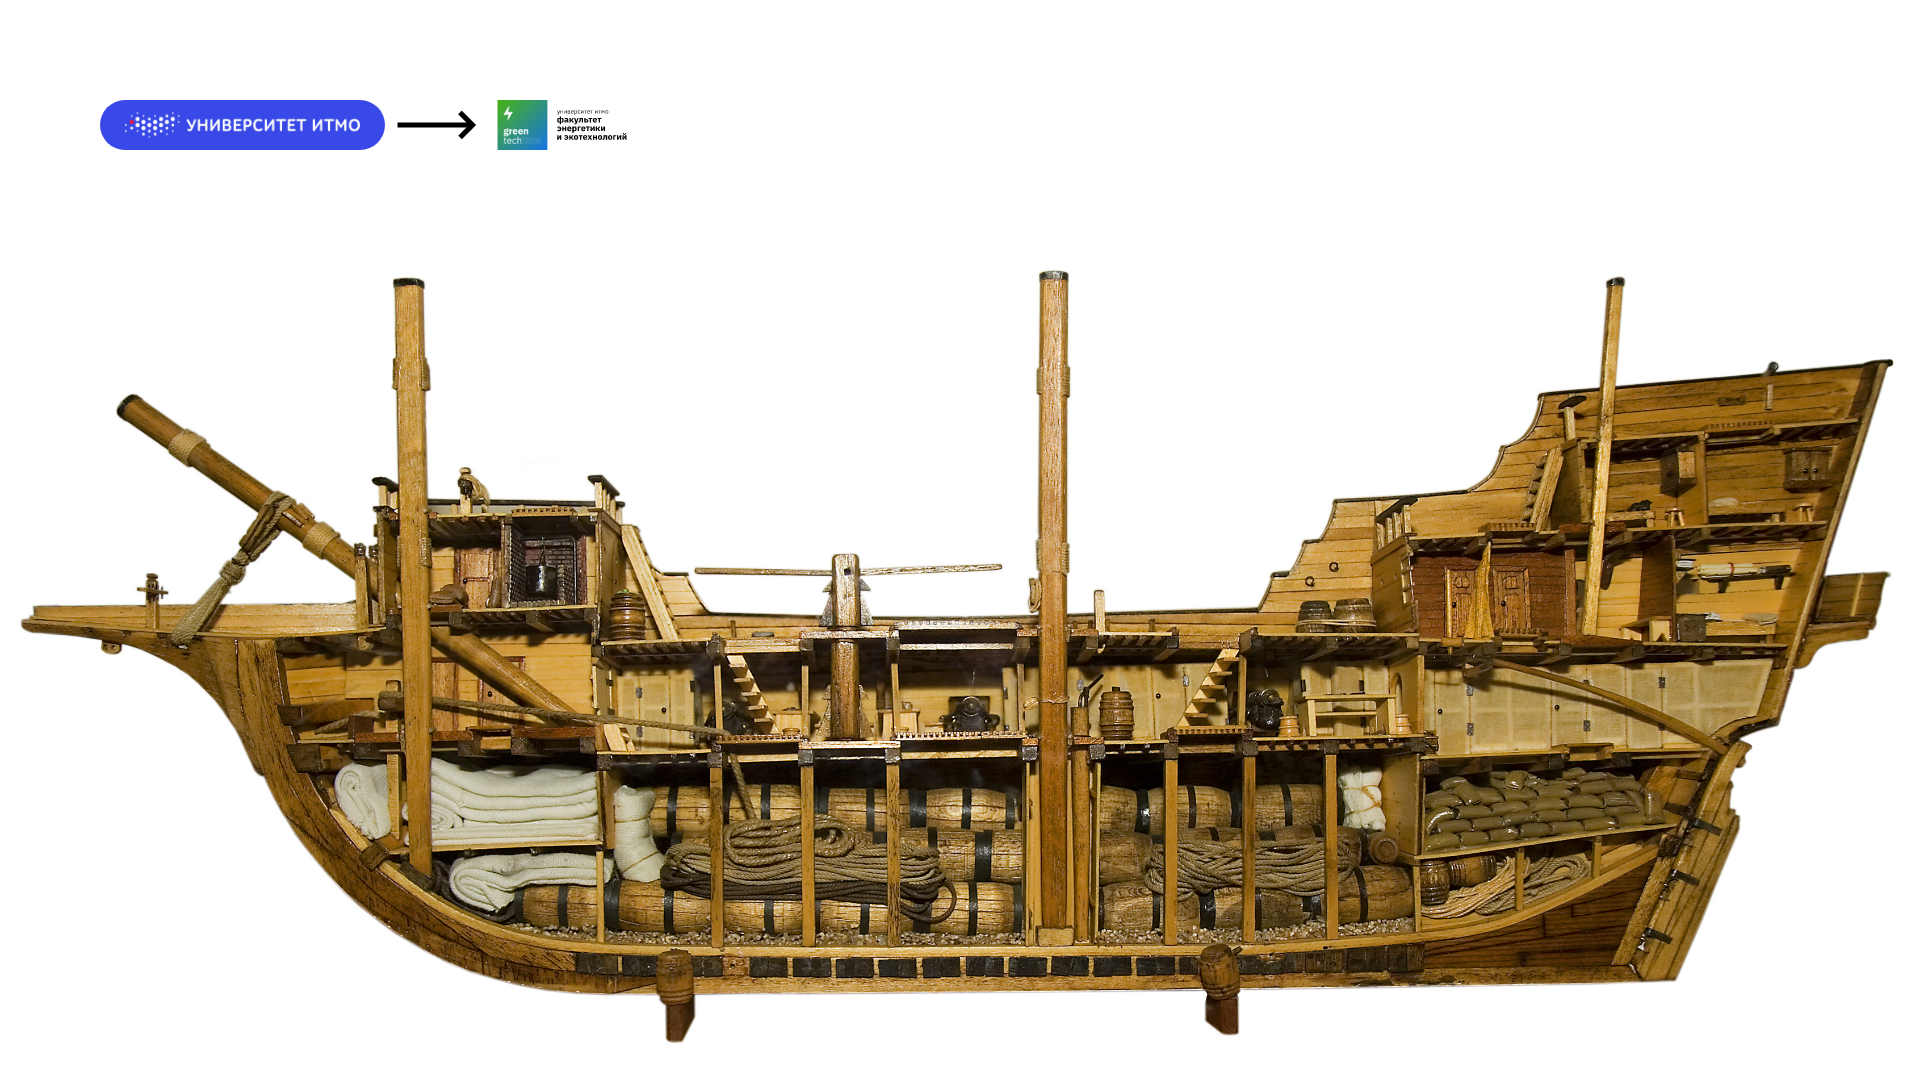 УНИВЕРСИТЕТ ИТМО
green
tech
университет итмо
факультет
энергетики
и экотехнологий